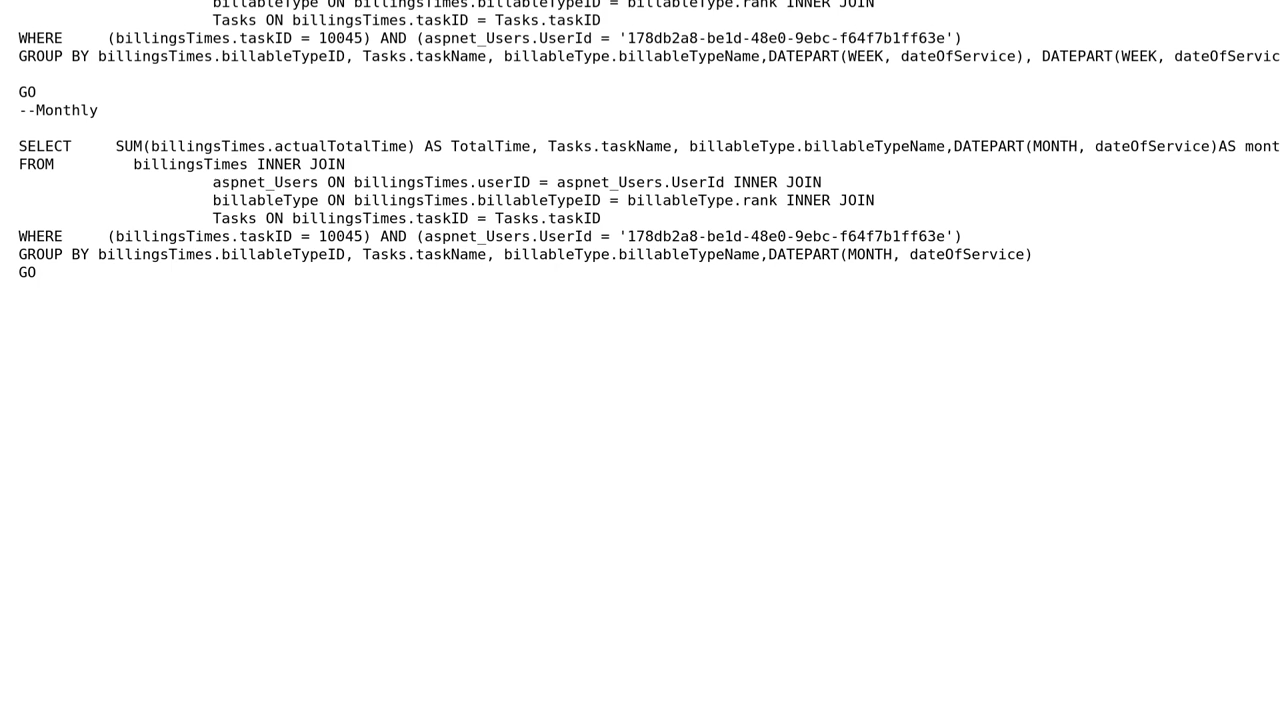 billableType ON billingsTimes.billableTypeID = billableType.rank INNER JOIN
Tasks ON billingsTimes.taskID = Tasks.taskID
WHERE     (billingsTimes.taskID = 10045) AND (aspnet_Users.UserId = '178db2a8-be1d-48e0-9ebc-f64f7b1ff63e')
GROUP BY billingsTimes.billableTypeID, Tasks.taskName, billableType.billableTypeName,DATEPART(WEEK, dateOfService), DATEPART(WEEK, dateOfServic
GO
--Monthly
SELECT     SUM(billingsTimes.actualTotalTime) AS TotalTime, Tasks.taskName, billableType.billableTypeName,DATEPART(MONTH, dateOfService)AS mont
FROM         billingsTimes INNER JOIN
aspnet_Users ON billingsTimes.userID = aspnet_Users.UserId INNER JOIN
billableType ON billingsTimes.billableTypeID = billableType.rank INNER JOIN
Tasks ON billingsTimes.taskID = Tasks.taskID
WHERE     (billingsTimes.taskID = 10045) AND (aspnet_Users.UserId = '178db2a8-be1d-48e0-9ebc-f64f7b1ff63e')
GROUP BY billingsTimes.billableTypeID, Tasks.taskName, billableType.billableTypeName,DATEPART(MONTH, dateOfService)
GO